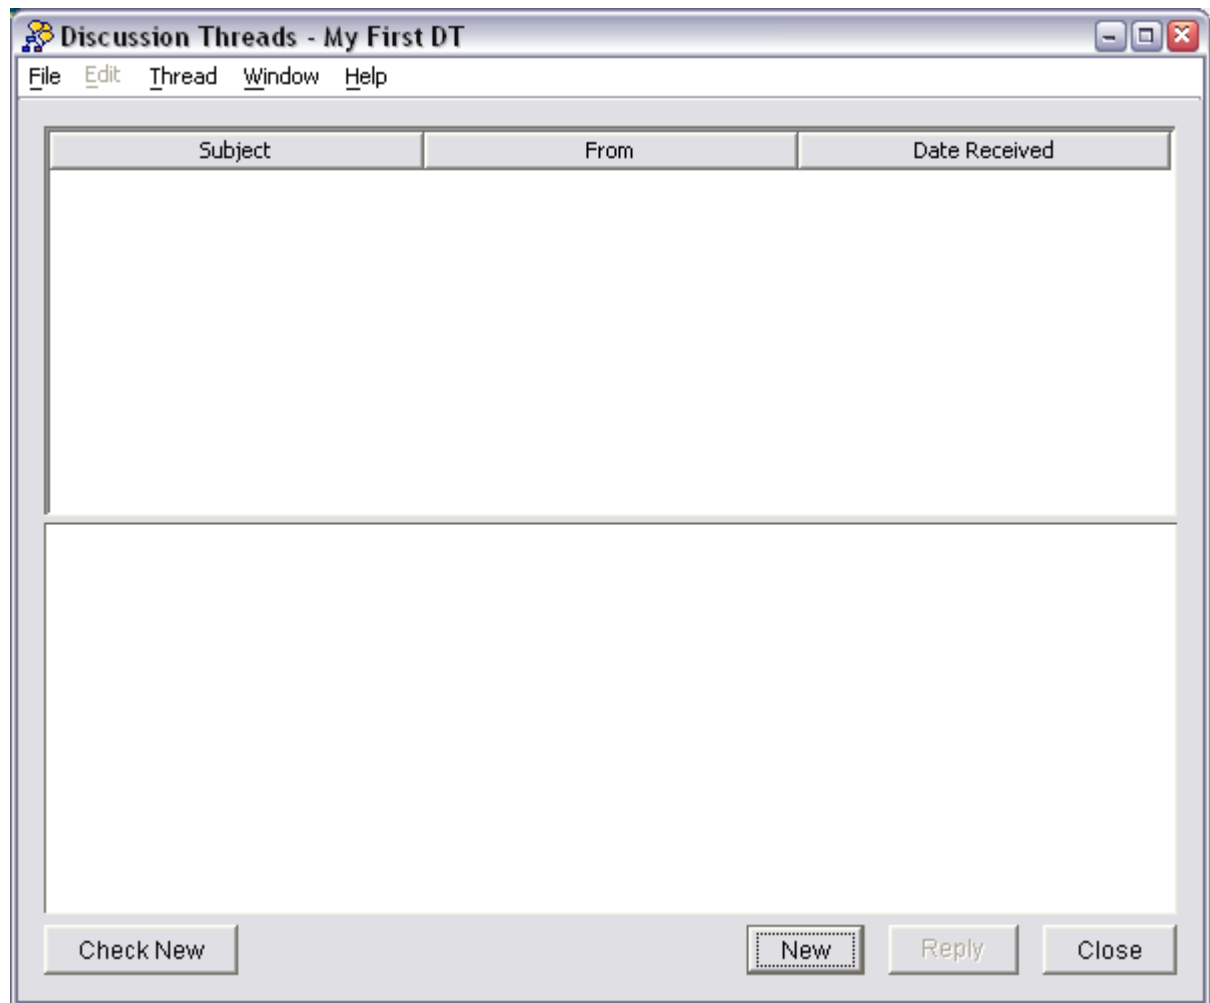 Discussion Threads - My First DT
File Edit Thread Window Help
Subject From Date Received
Check New New Reply Close